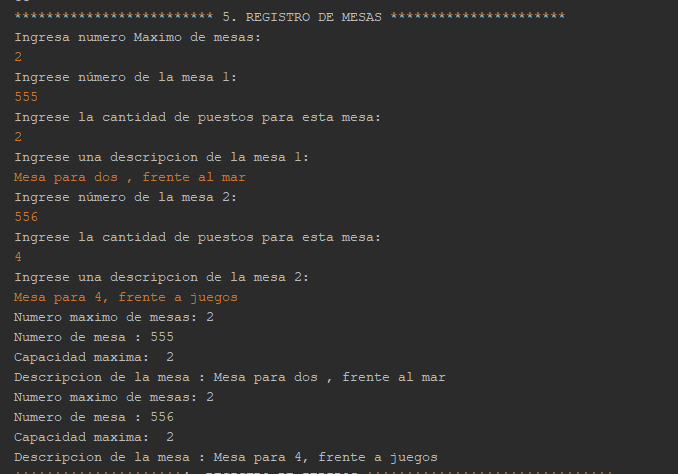 ************************* 5. REGISTRO DE MESAS **********************
Ingresa numero Maximo de mesas:
2
Ingrese número de la mesa 1:
555
Ingrese la cantidad de puestos para esta mesa:
2
Ingrese una descripcion de la mesa 1:
Mesa para dos , frente al mar
Ingrese número de la mesa 2:
556
Ingrese la cantidad de puestos para esta mesa:
4
Ingrese una descripcion de la mesa 2:
Mesa para 4, frente a juegos
Numero maximo de mesas: 2
Numero de mesa : 555
Capacidad maxima:  2
Descripcion de la mesa : Mesa para dos , frente al mar
Numero maximo de mesas: 2
Numero de mesa : 556
Capacidad maxima:  2
Descripcion de la mesa : Mesa para 4, frente a juegos